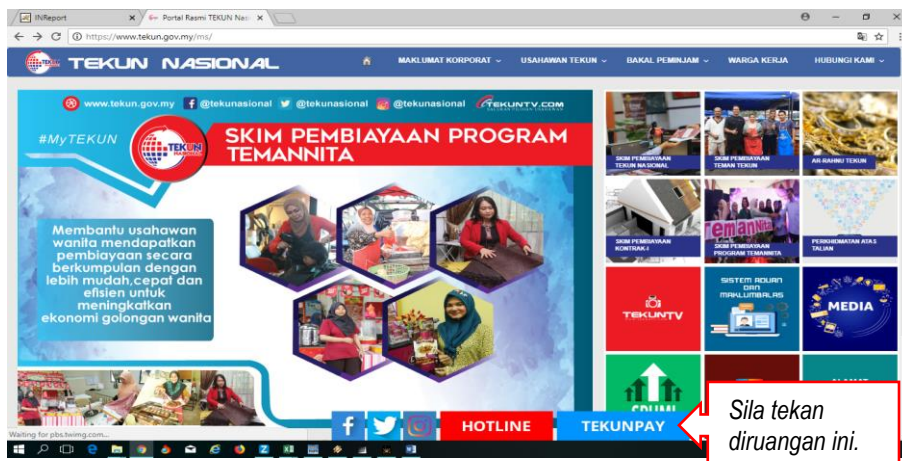 INReport
Portal Rasmi TEKUN Nas
https://www.tekun.gov.my/ms/
TEKUN NASIONAL
MAKLUMAT KORPORAT
USAHAWAN TEKUN
BAKAL PEMINJAM
WARGA KERJA
HUBUNGI KAMI
www.tekun.gov.my @tekunasional @tekunasional @tekunasional TEKUNTV.COM
#MyTEKUN
TEKUN
NASIONAL
SKIM PEMBIAYAAN PROGRAM
TEMANNITA
Membantu usahawan
wanita mendapatkan
pembiayaan secara
berkumpulan dengan
lebih mudah,cepat dan
efisien untuk
meningkatkan
ekonomi golongan wanita
SKIM PEMBIAYAAN
TEKUN NASIONAL
SKIM PEMBIAYAAN
TEMAN TEKUN
AR-RAHNU TEKUN
SKIM PEMBIAYAAN
KONTRAK-i
TemanNita
SKIM PEMBIAYAAN
PROGRAM TEMANNITA
PERKHIDMATAN ATAS
TALIAN
TEKUNTV
SISTEM ADUAN
DAN
MAKLUMBALAS
MEDIA
HOTLINE
TEKUNPAY
Sila tekan
diruangan ini.
Waiting for pbs.twimg.com...